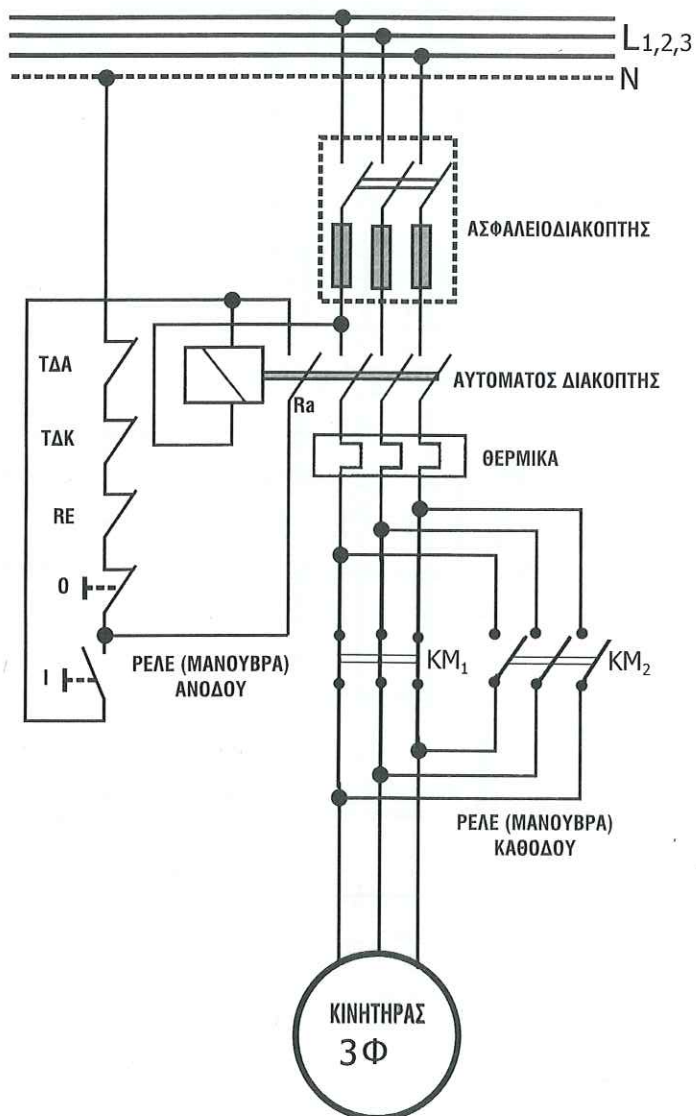 L1,2,3
N
ΑΣΦΑΛΕΙΟΔΙΑΚΟΠΤΗΣ
ΤΔΑ
ΑΥΤΟΜΑΤΟΣ ΔΙΑΚΟΠΤΗΣ
Ra
ΤΔΚ
ΘΕΡΜΙΚΑ
RE
O
I
ΡΕΛΕ (ΜΑΝΟΥΒΡΑ)
ΑΝΟΔΟΥ
KM1
KM2
ΡΕΛΕ (ΜΑΝΟΥΒΡΑ)
ΚΑΘΟΔΟΥ
ΚΙΝΗΤΗΡΑΣ
3Φ